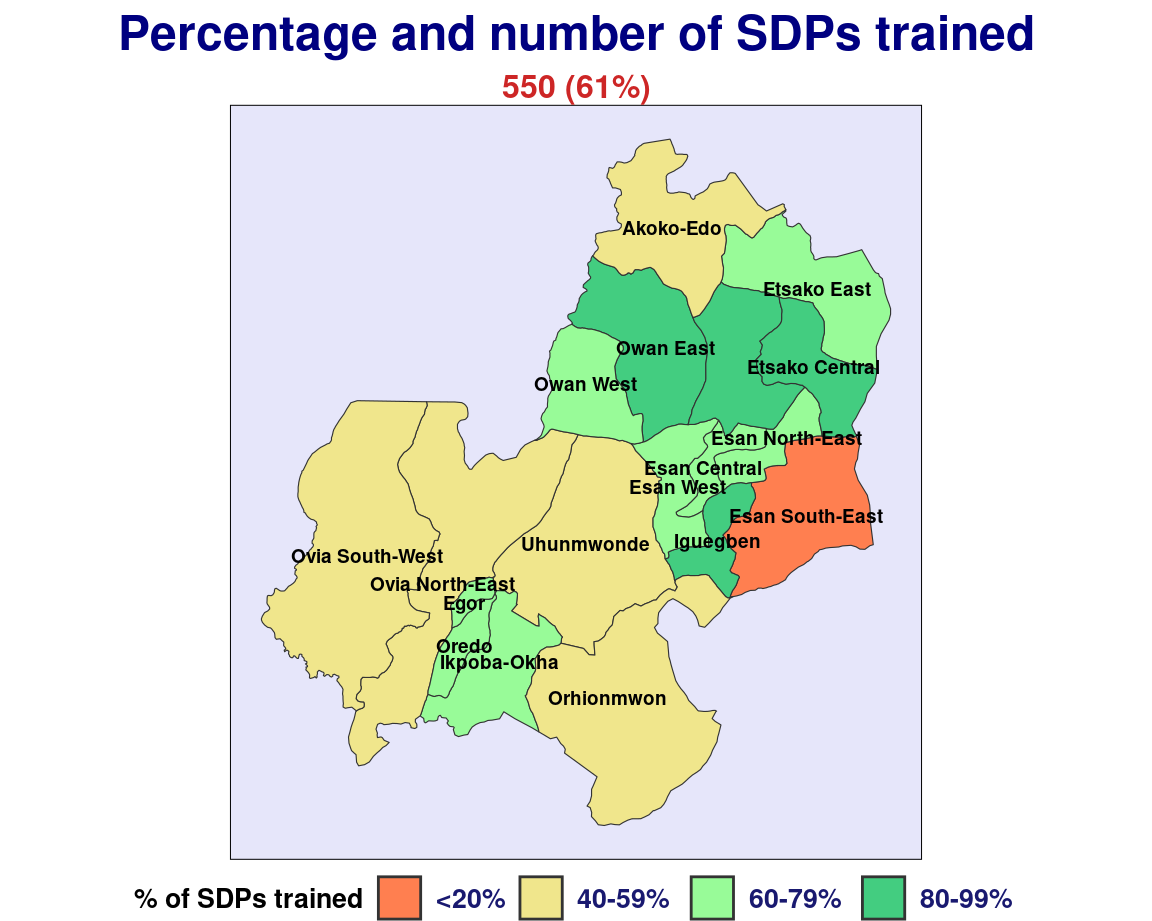 Percentage and number of SDPs trained
550 (61%)
Akoko-Edo
Etsako East
Owan East
Etsako Central
Owan West
Esan North-East
Esan Central
Esan West
Esan South-East
Iguegben
Uhunmwonde
Ovia South-West
Ovia North-East
Egor
Oredo
Ikpoba-Okha
Orhionmwon
% of SDPs trained <20% 40-59% 60-79% 80-99%